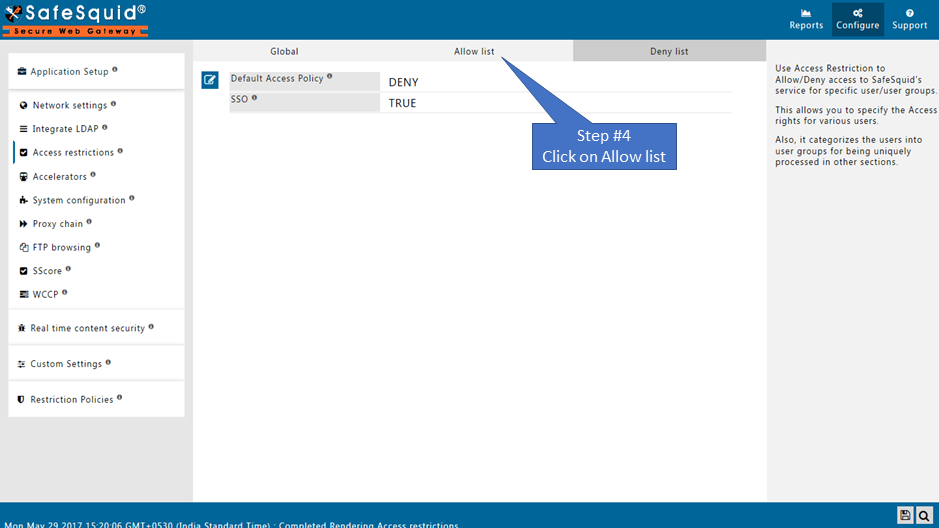 SafeSquid®
Secure Web Gateway
Reports
Configure
Support
Application Setup
Network settings
Integrate LDAP
Access restrictions
Accelerators
System configuration
Proxy chain
FTP browsing
SScore
WCCP
Real time content security
Custom Settings
Restriction Policies
Global
Allow list
Deny list
Default Access Policy
DENY
SSO
TRUE
Step #4
Click on Allow list
Use Access Restriction to
Allow/Deny access to SafeSquid's
service for specific user/user groups.
This allows you to specify the Access
rights for various users.
Also, it categorizes the users into
user groups for being uniquely
processed in other sections.
Mon May 29 2017 15:20:06 GMT+0530 (India Standard Time) : Completed Rendering Access restrictions